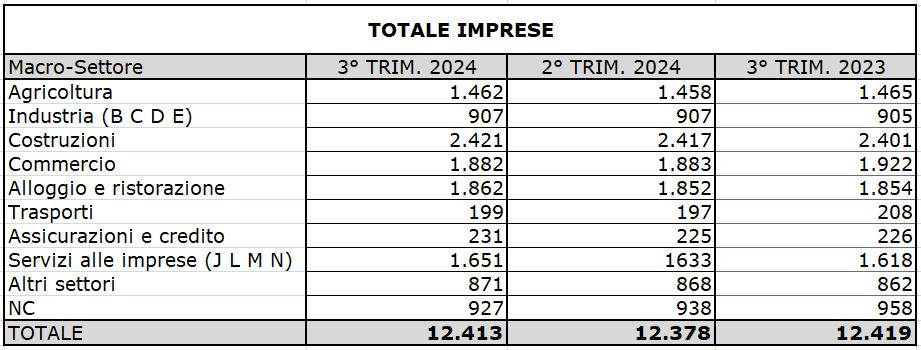 TOTALE IMPRESE
Macro-Settore 3° TRIM. 2024 2° TRIM. 2024 3° TRIM. 2023
Agricoltura 1.462 1.458 1.465
Industria (B C D E) 907 907 905
Costruzioni 2.421 2.417 2.401
Commercio 1.882 1.883 1.922
Alloggio e ristorazione 1.862 1.852 1.854
Trasporti 199 197 208
Assicurazioni e credito 231 225 226
Servizi alle imprese (J L M N) 1.651 1633 1.618
Altri settori 871 868 862
NC 927 938 958
TOTALE 12.413 12.378 12.419